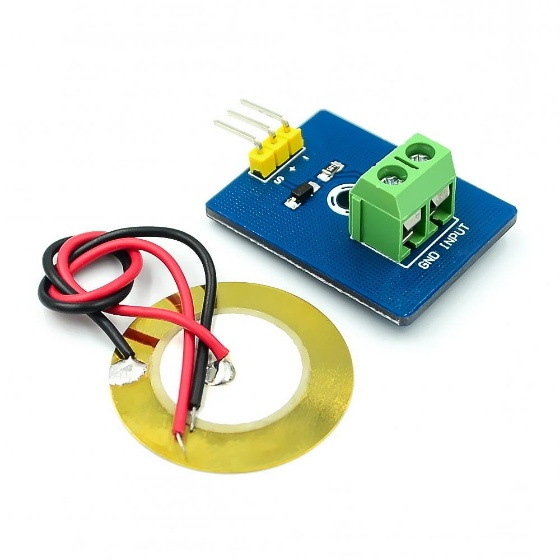 S + -
GND INPUT